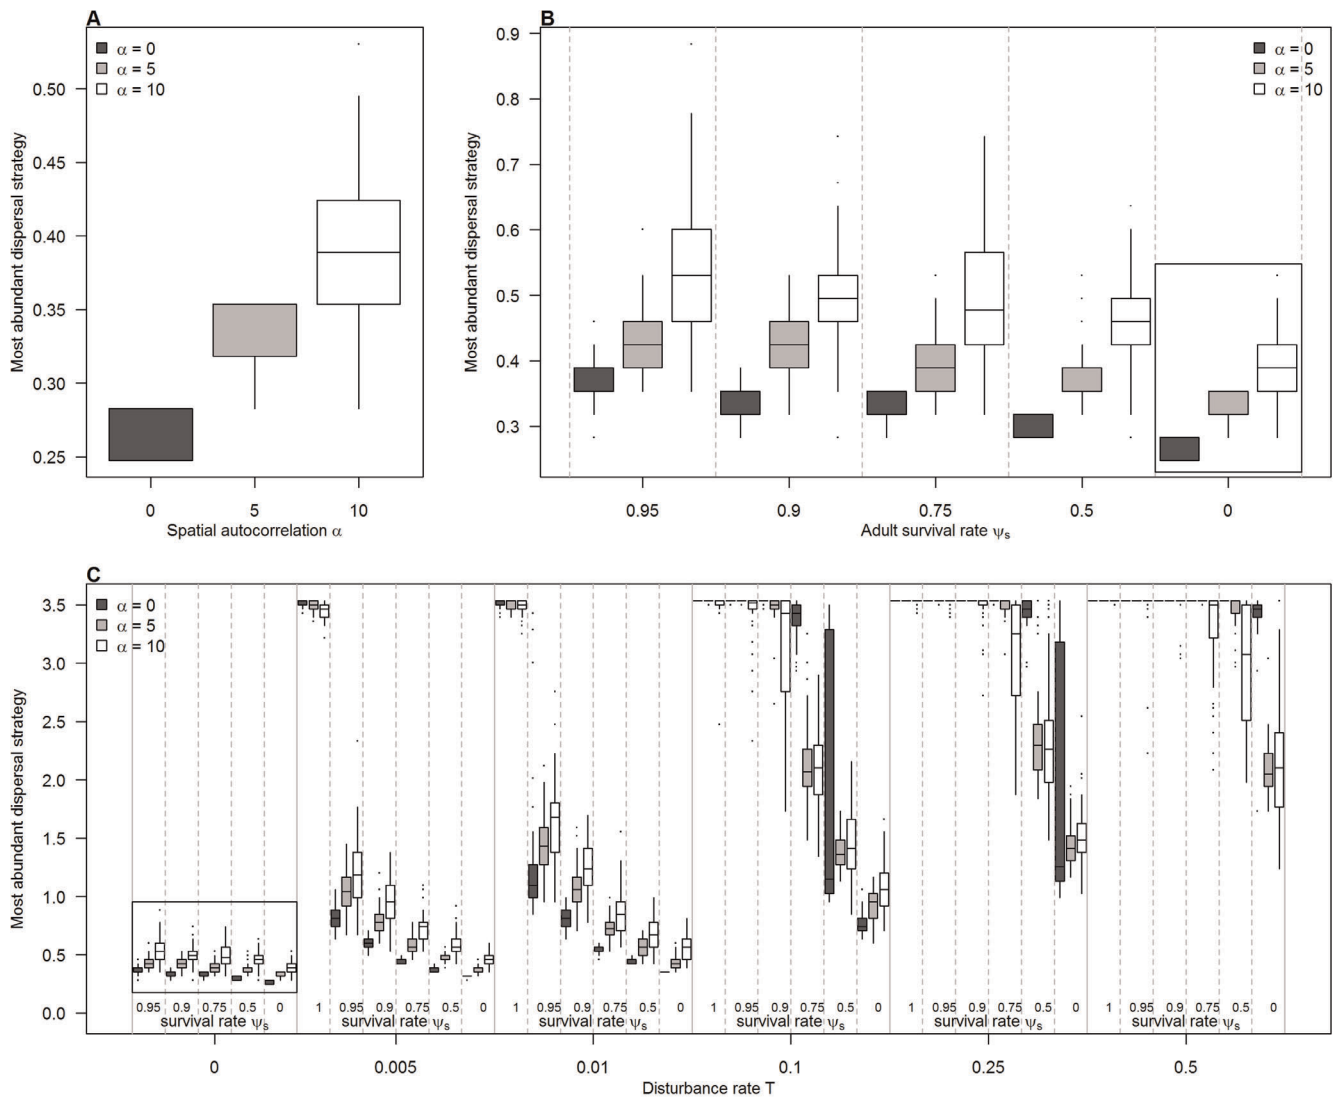 A
α = 0
α = 5
α = 10
0.50
0.45
0.40
0.35
0.30
0.25
Most abundant dispersal strategy
0 5 10
Spatial autocorrelation α
B
α = 0
α = 5
α = 10
0.9
0.8
0.7
0.6
0.5
0.4
0.3
Most abundant dispersal strategy
0.95 0.9 0.75 0.5 0
Adult survival rate ψs
C
α = 0
α = 5
α = 10
3.5
3.0
2.5
2.0
1.5
1.0
0.5
0.0
Most abundant dispersal strategy
0.95 0.9 0.75 0.5 0 1 0.95 0.9 0.75 0.5 0 1 0.95 0.9 0.75 0.5 0 1 0.95 0.9 0.75 0.5 0 1 0.95 0.9 0.75 0.5 0 1 0.95 0.9 0.75 0.5 0
survival rate ψs survival rate ψs survival rate ψs survival rate ψs survival rate ψs survival rate ψs
0 0.005 0.01 0.1 0.25 0.5
Disturbance rate T